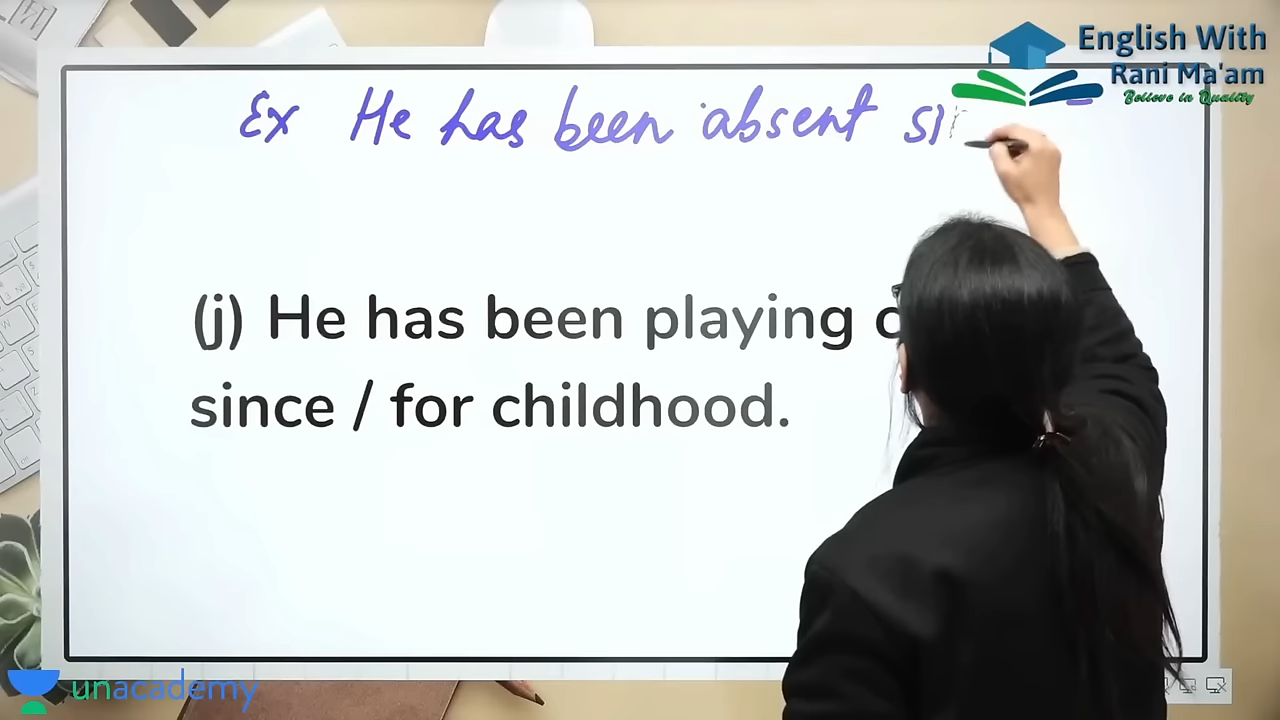 English With
Rani Ma'am
Believe in Quality
Ex He has been absent
(j) He has been playing
since / for childhood.
unacademy